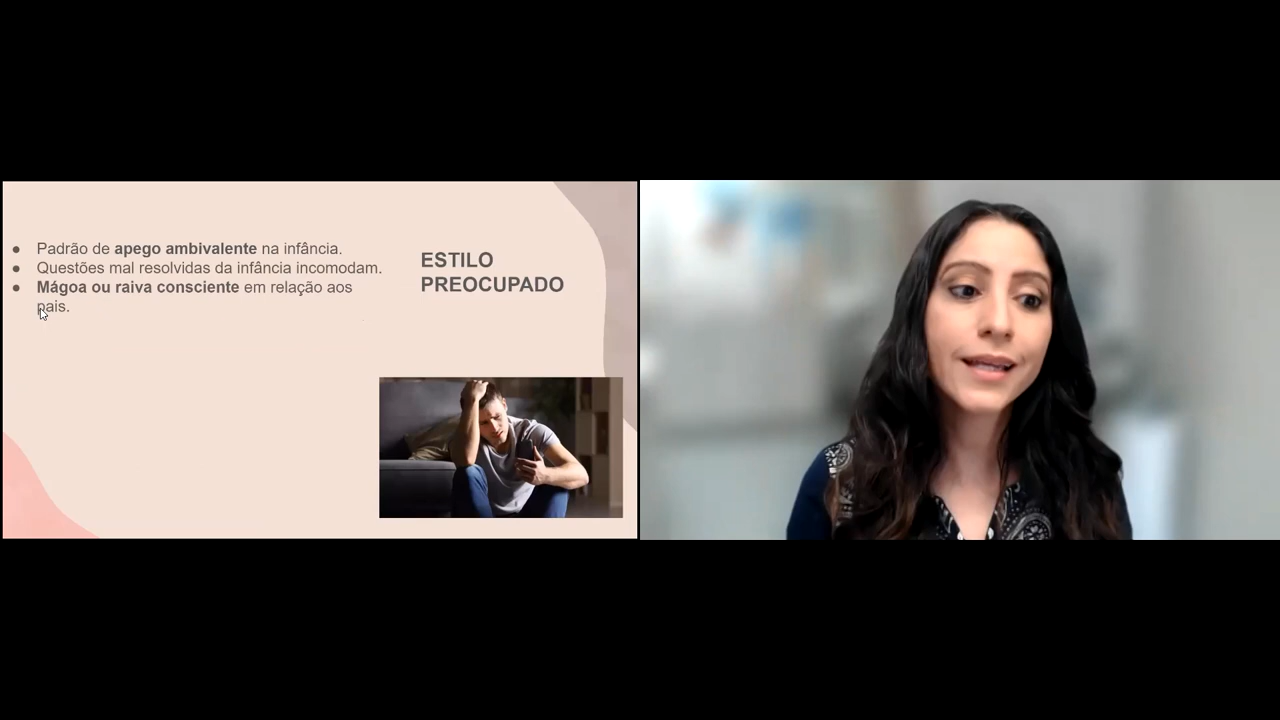 ● Padrão de apego ambivalente na infância.
● Questões mal resolvidas da infância incomodam.
● Mágoa ou raiva consciente em relação aos
pais.
ESTILO
PREOCUPADO